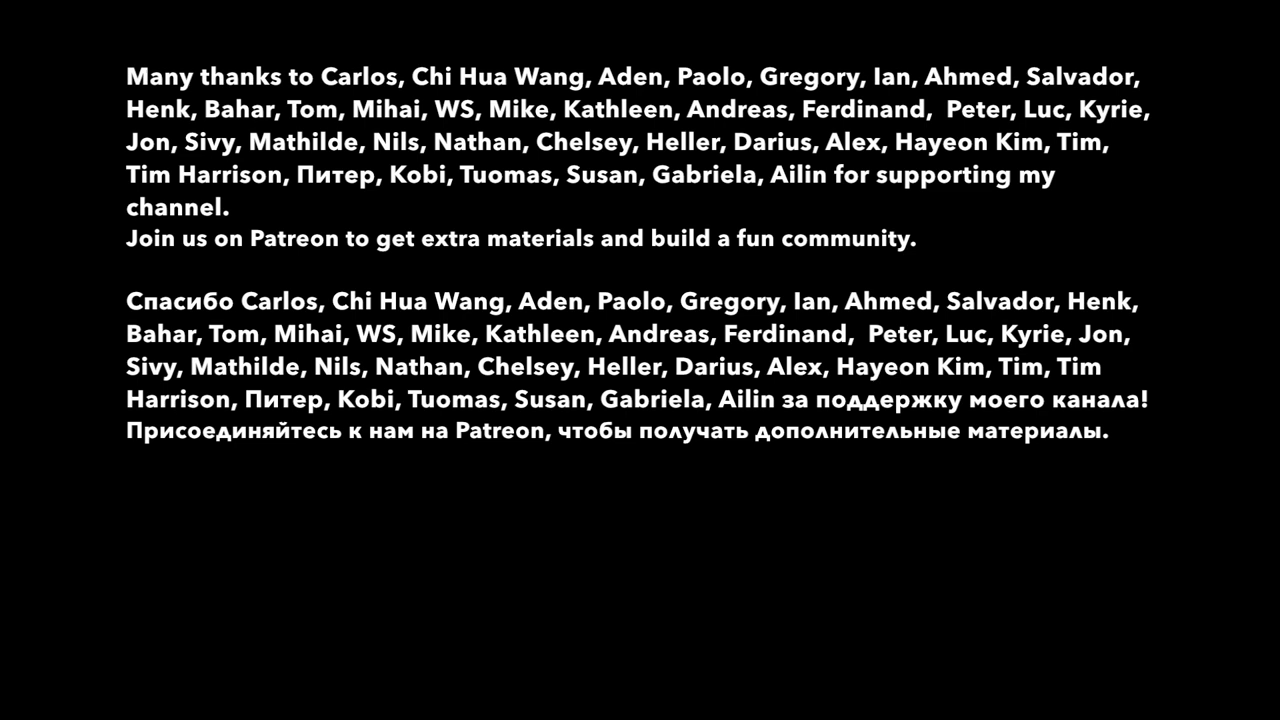 Many thanks to Carlos, Chi Hua Wang, Aden, Paolo, Gregory, Ian, Ahmed, Salvador,
Henk, Bahar, Tom, Mihai, WS, Mike, Kathleen, Andreas, Ferdinand,  Peter, Luc, Kyrie,
Jon, Sivy, Mathilde, Nils, Nathan, Chelsey, Heller, Darius, Alex, Hayeon Kim, Tim,
Tim Harrison, Питер, Kobi, Tuomas, Susan, Gabriela, Ailin for supporting my
channel.
Join us on Patreon to get extra materials and build a fun community.
Спасибо Carlos, Chi Hua Wang, Aden, Paolo, Gregory, Ian, Ahmed, Salvador, Henk,
Bahar, Tom, Mihai, WS, Mike, Kathleen, Andreas, Ferdinand,  Peter, Luc, Kyrie, Jon,
Sivy, Mathilde, Nils, Nathan, Chelsey, Heller, Darius, Alex, Hayeon Kim, Tim, Tim
Harrison, Питер, Kobi, Tuomas, Susan, Gabriela, Ailin за поддержку моего канала!
Присоединяйтесь к нам на Patreon, чтобы получать дополнительные материалы.